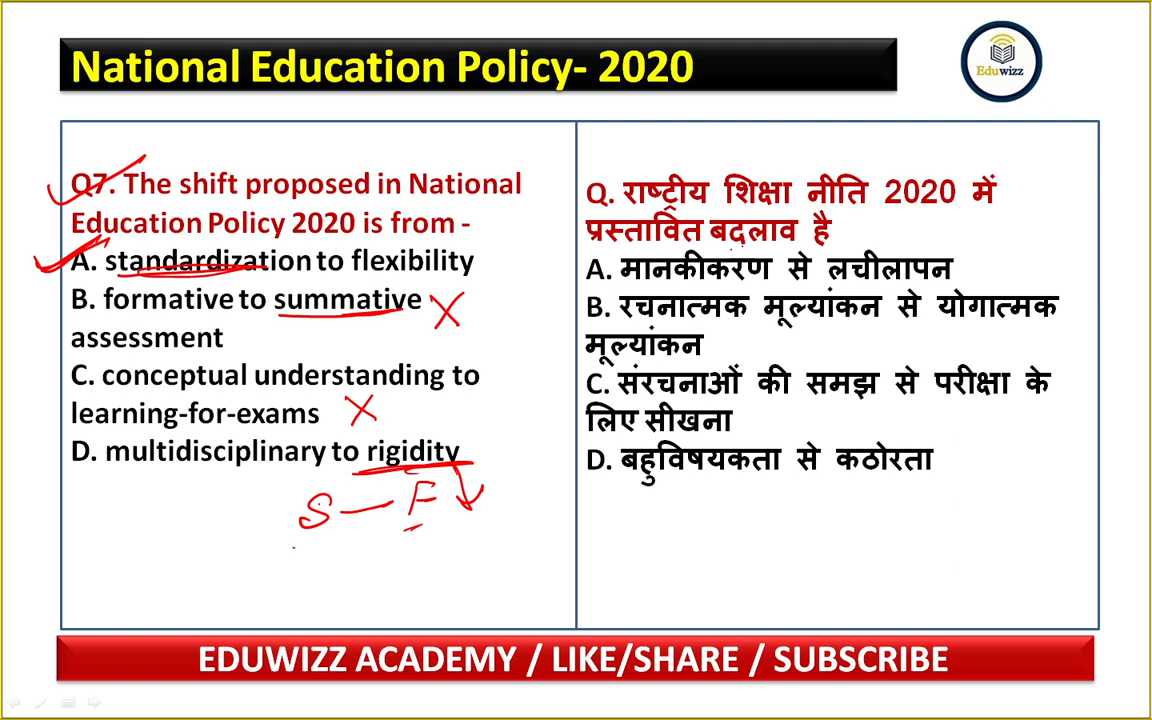 National Education Policy- 2020
Eduwizz
Q7. The shift proposed in National
Education Policy 2020 is from -
A. standardization to flexibility
B. formative to summative
assessment
C. conceptual understanding to
learning-for-exams
D. multidisciplinary to rigidity
S — F
Q. राष्ट्रीय शिक्षा नीति 2020 में
प्रस्तावित बदलाव है
A. मानकीकरण से लचीलापन
B. रचनात्मक मूल्यांकन से योगात्मक
मूल्यांकन
C. संरचनाओं की समझ से परीक्षा के
लिए सीखना
D. बहुविषयकता से कठोरता
EDUWIZZ ACADEMY / LIKE/SHARE / SUBSCRIBE